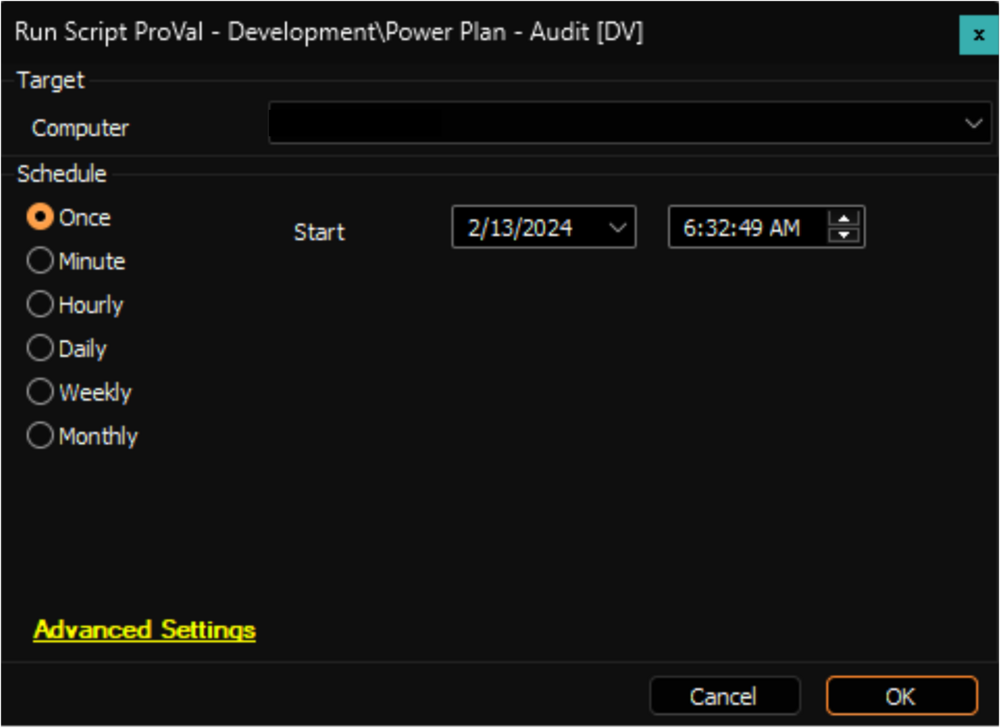 Run Script ProVal - Development\Power Plan - Audit [DV]
x
Target
Computer
Schedule
Once
Start
2/13/2024
6:32:49 AM
Minute
Hourly
Daily
Weekly
Monthly
Advanced Settings
Cancel
OK